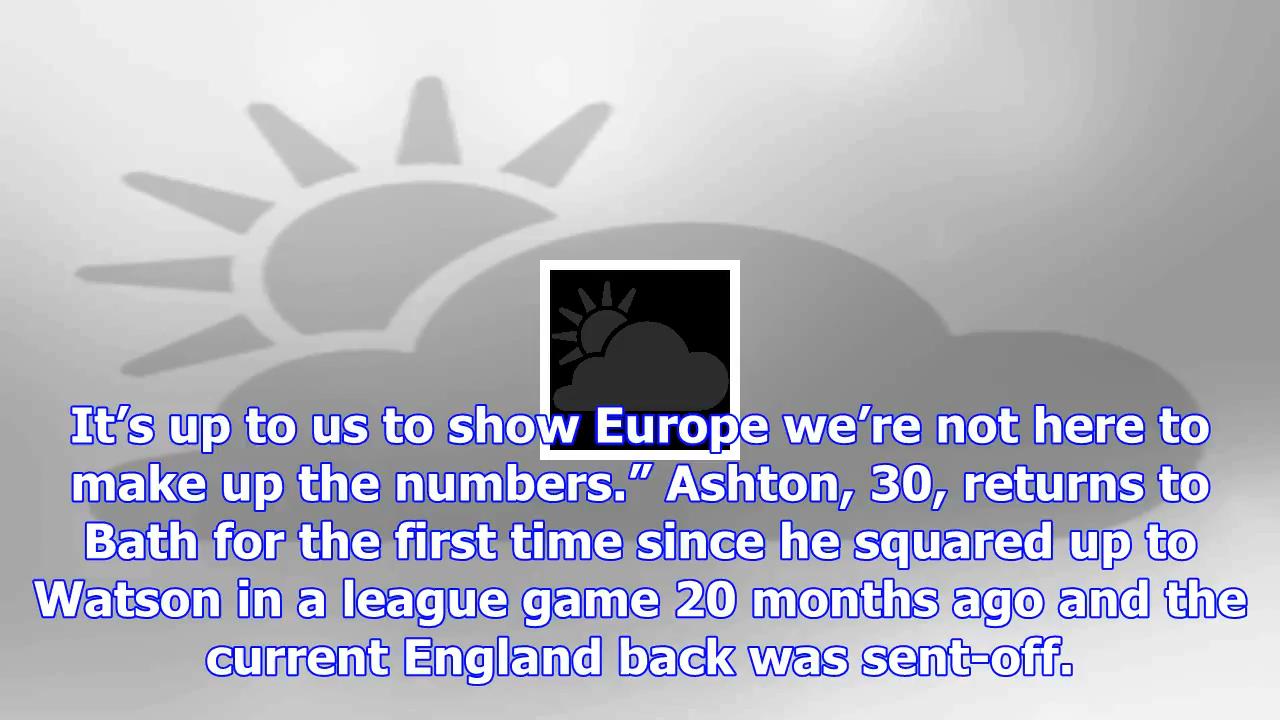 It’s up to us to show Europe we’re not here to
make up the numbers.” Ashton, 30, returns to
Bath for the first time since he squared up to
Watson in a league game 20 months ago and the
current England back was sent-off.